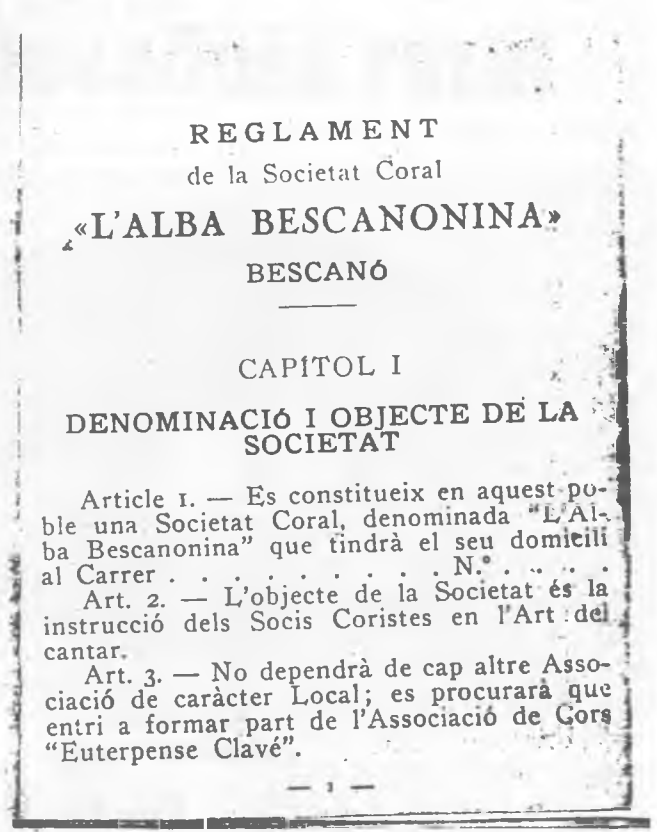 REGLAMENT
de la Societat Coral
«L'ALBA BESCANONINA»
BESCANÓ
CAPÍTOL I
DENOMINACIÓ I OBJECTE DE LA
SOCIETAT
Article 1. — Es constitueix en aquest po-
ble una Societat Coral, denominada "L'Al-
ba Bescanonina" que tindrà el seu domicili
al Carrer . . . . . . . . . . N.º . . . . .
Art. 2. — L'objecte de la Societat és la
instrucció dels Socis Coristes en l'Art del
cantar.
Art. 3. — No dependrà de cap altre Asso-
ciació de caràcter Local; es procurarà que
entri a formar part de l'Associació de Cors
"Euterpense Clavé".
— 1 —